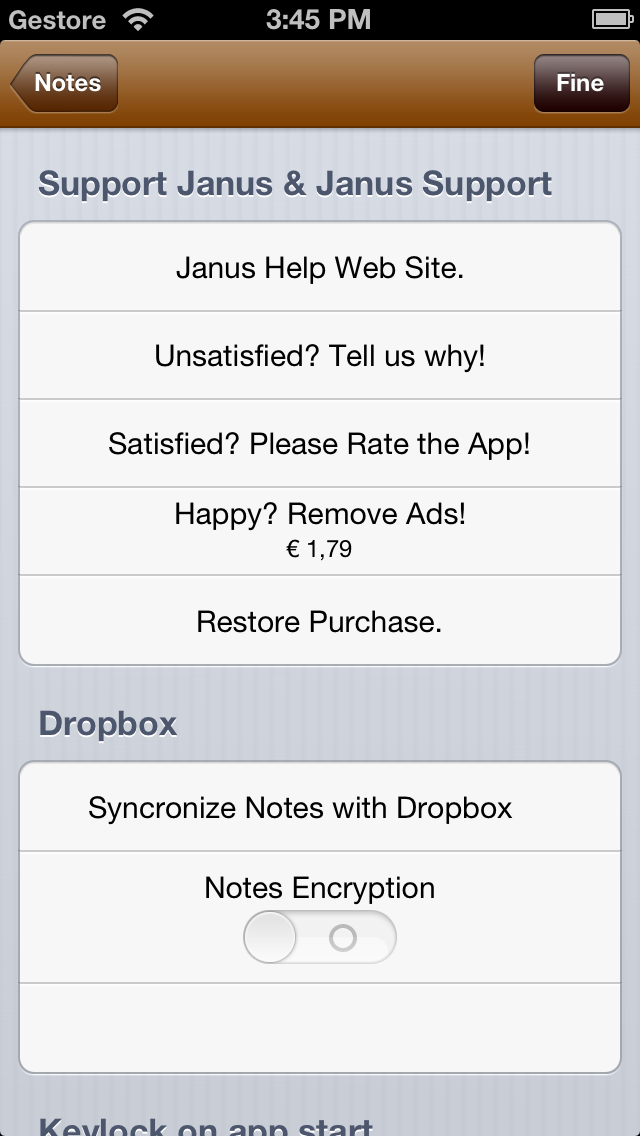 Gestore 3:45 PM
Notes Fine
Support Janus & Janus Support
Janus Help Web Site.
Unsatisfied? Tell us why!
Satisfied? Please Rate the App!
Happy? Remove Ads!
€ 1,79
Restore Purchase.
Dropbox
Syncronize Notes with Dropbox
Notes Encryption
Keylock on app start